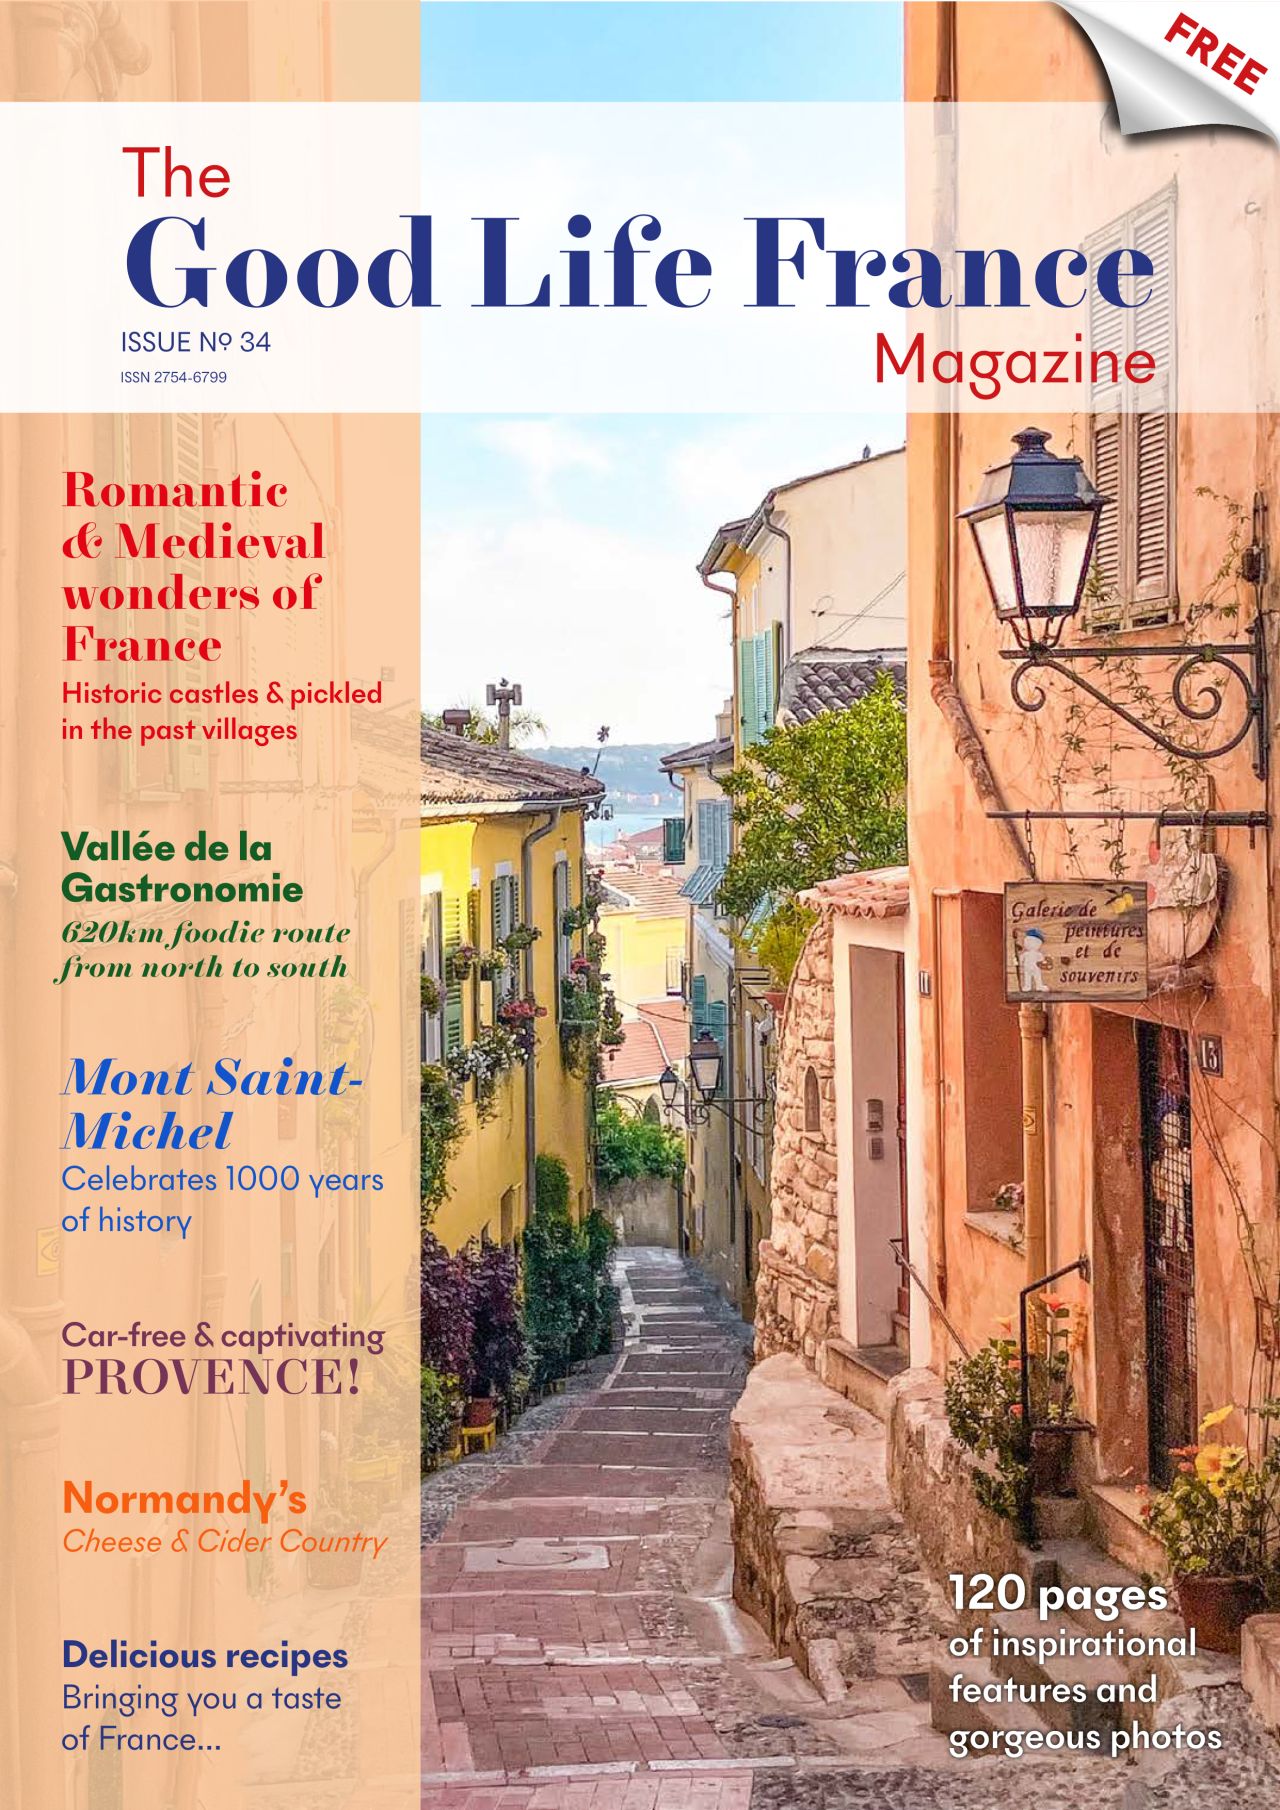 FREE
The
Good Life France
ISSUE Nº 34
ISSN 2754-6799
Magazine
Romantic
& Medieval
wonders of
France
Historic castles & pickled
in the past villages
Vallée de la
Gastronomie
620km foodie route
from north to south
Mont Saint-
Michel
Celebrates 1000 years
of history
Car-free & captivating
PROVENCE!
Normandy’s
Cheese & Cider Country
Delicious recipes
Bringing you a taste
of France...
Galerie de
peintures
et de
souvenirs
13
120 pages
of inspirational
features and
gorgeous photos